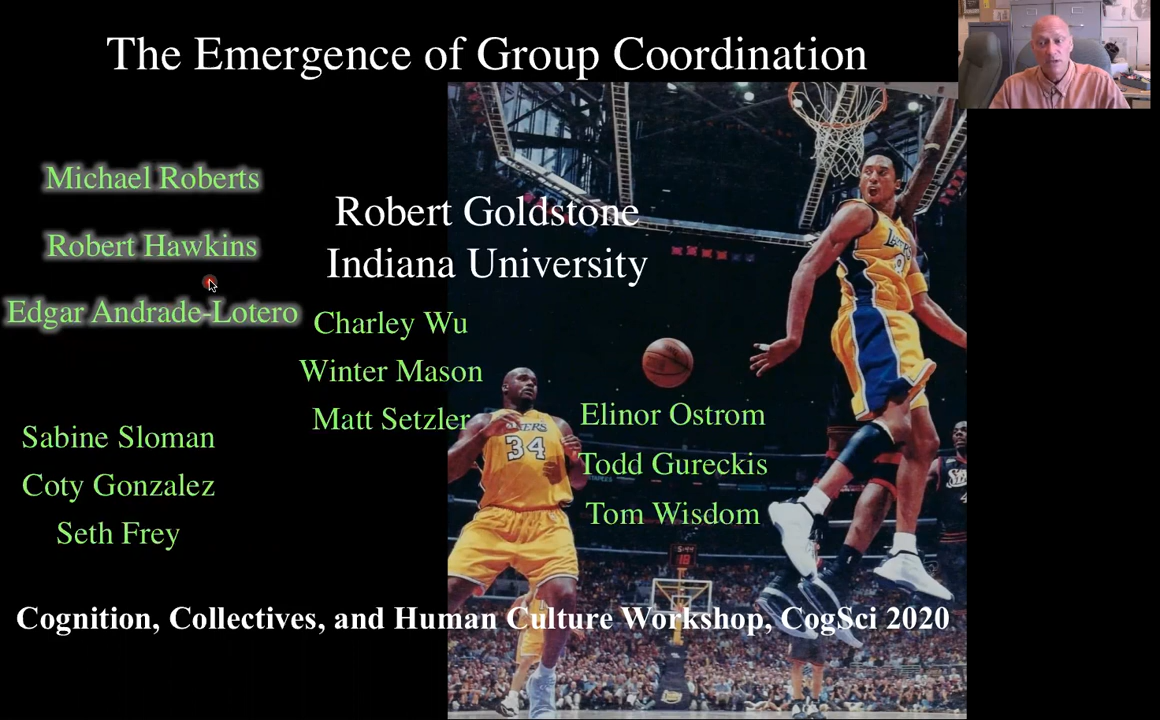 The Emergence of Group Coordination
Michael Roberts
Robert Hawkins
Edgar Andrade-Lotero
Robert Goldstone
Indiana University
Charley Wu
Winter Mason
Matt Setzler
Elinor Ostrom
Todd Gureckis
Tom Wisdom
Sabine Sloman
Coty Gonzalez
Seth Frey
34
Cognition, Collectives, and Human Culture Workshop, CogSci 2020